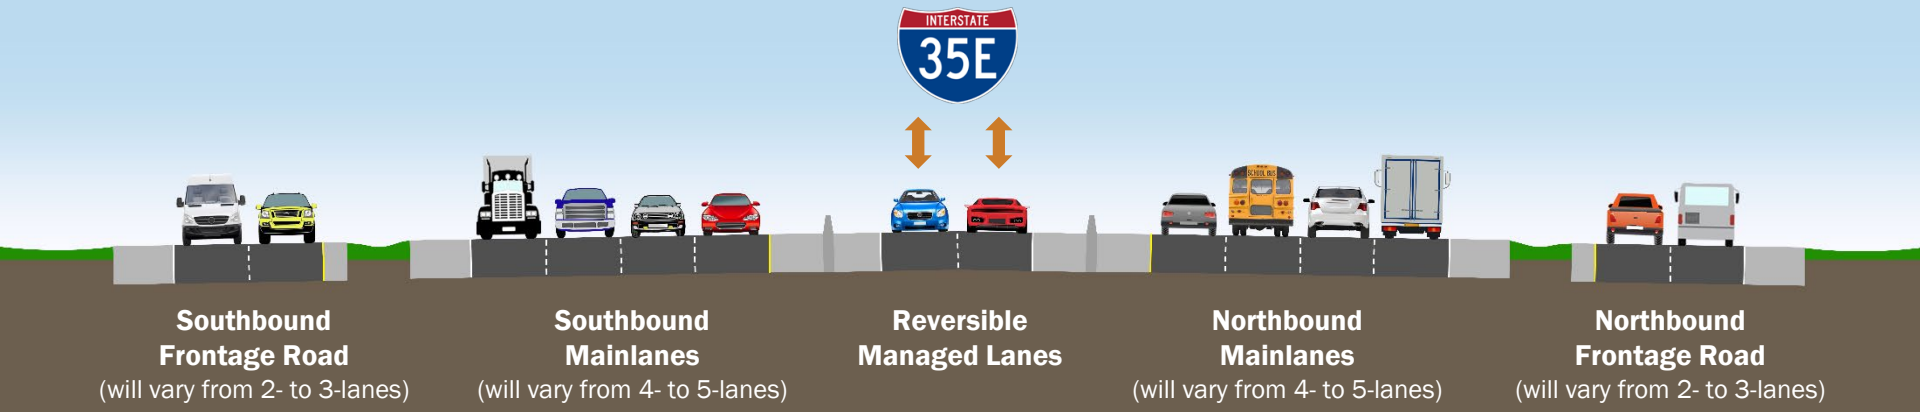 INTERSTATE
35E
SCHOOL BUS
Southbound
Frontage Road
(will vary from 2- to 3-lanes)
Southbound
Mainlanes
(will vary from 4- to 5-lanes)
Reversible
Managed Lanes
Northbound
Mainlanes
(will vary from 4- to 5-lanes)
Northbound
Frontage Road
(will vary from 2- to 3-lanes)